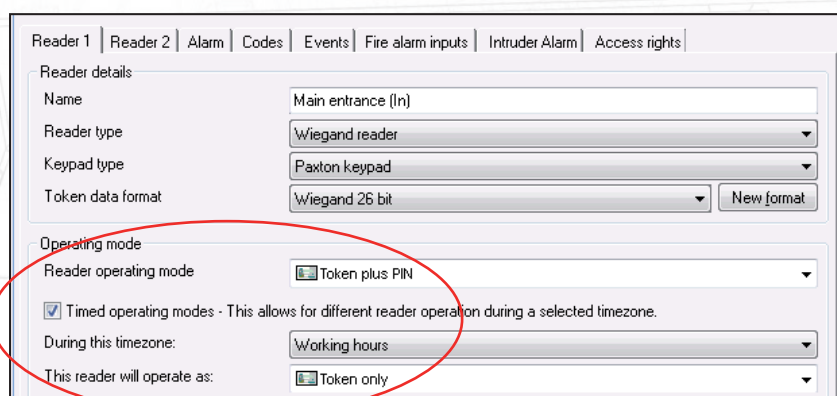 Reader 1 Reader 2 Alarm Codes Events Fire alarm inputs Intruder Alarm Access rights
Reader details
Name Main entrance (In)
Reader type Wiegand reader
Keypad type Paxton keypad
Token data format Wiegand 26 bit New format
Operating mode
Reader operating mode Token plus PIN
Timed operating modes - This allows for different reader operation during a selected timezone.
During this timezone: Working hours
This reader will operate as: Token only